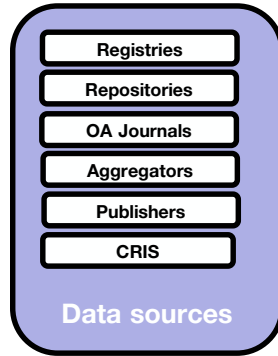 Registries
Repositories
OA Journals
Aggregators
Publishers
CRIS
Data sources